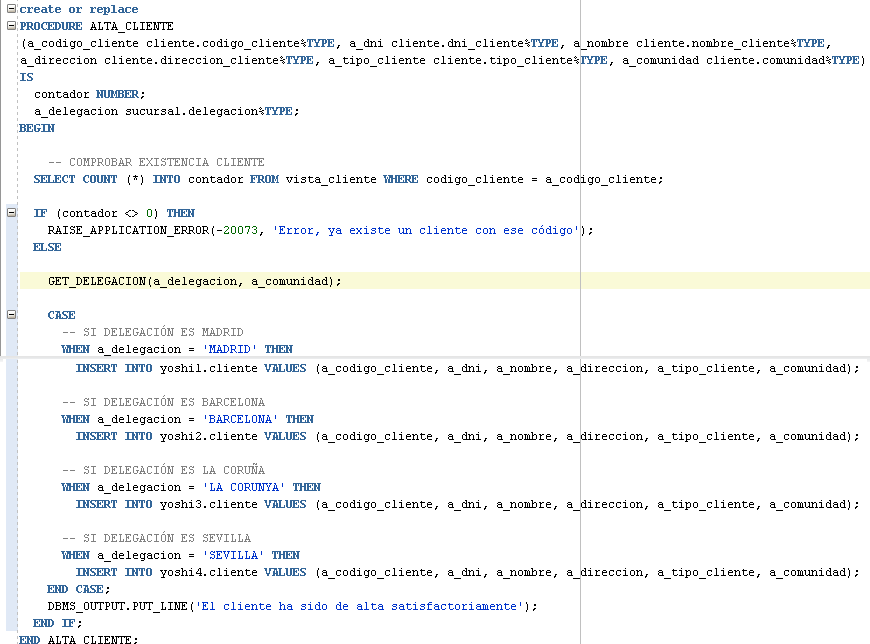 create or replace
PROCEDURE ALTA_CLIENTE
(a_codigo_cliente cliente.codigo_cliente%TYPE, a_dni cliente.dni_cliente%TYPE, a_nombre cliente.nombre_cliente%TYPE,
a_direccion cliente.direccion_cliente%TYPE, a_tipo_cliente cliente.tipo_cliente%TYPE, a_comunidad cliente.comunidad%TYPE)
IS
contador NUMBER;
a_delegacion sucursal.delegacion%TYPE;
BEGIN
-- COMPROBAR EXISTENCIA CLIENTE
SELECT COUNT (*) INTO contador FROM vista_cliente WHERE codigo_cliente = a_codigo_cliente;
IF (contador <> 0) THEN
RAISE_APPLICATION_ERROR(-20073, 'Error, ya existe un cliente con ese código');
ELSE
GET_DELEGACION(a_delegacion, a_comunidad);
CASE
-- SI DELEGACIÓN ES MADRID
WHEN a_delegacion = 'MADRID' THEN
INSERT INTO yoshi1.cliente VALUES (a_codigo_cliente, a_dni, a_nombre, a_direccion, a_tipo_cliente, a_comunidad);
-- SI DELEGACIÓN ES BARCELONA
WHEN a_delegacion = 'BARCELONA' THEN
INSERT INTO yoshi2.cliente VALUES (a_codigo_cliente, a_dni, a_nombre, a_direccion, a_tipo_cliente, a_comunidad);
-- SI DELEGACIÓN ES LA CORUÑA
WHEN a_delegacion = 'LA CORUNYA' THEN
INSERT INTO yoshi3.cliente VALUES (a_codigo_cliente, a_dni, a_nombre, a_direccion, a_tipo_cliente, a_comunidad);
-- SI DELEGACIÓN ES SEVILLA
WHEN a_delegacion = 'SEVILLA' THEN
INSERT INTO yoshi4.cliente VALUES (a_codigo_cliente, a_dni, a_nombre, a_direccion, a_tipo_cliente, a_comunidad);
END CASE;
DBMS_OUTPUT.PUT_LINE('El cliente ha sido de alta satisfactoriamente');
END IF;
END ALTA_CLIENTE;